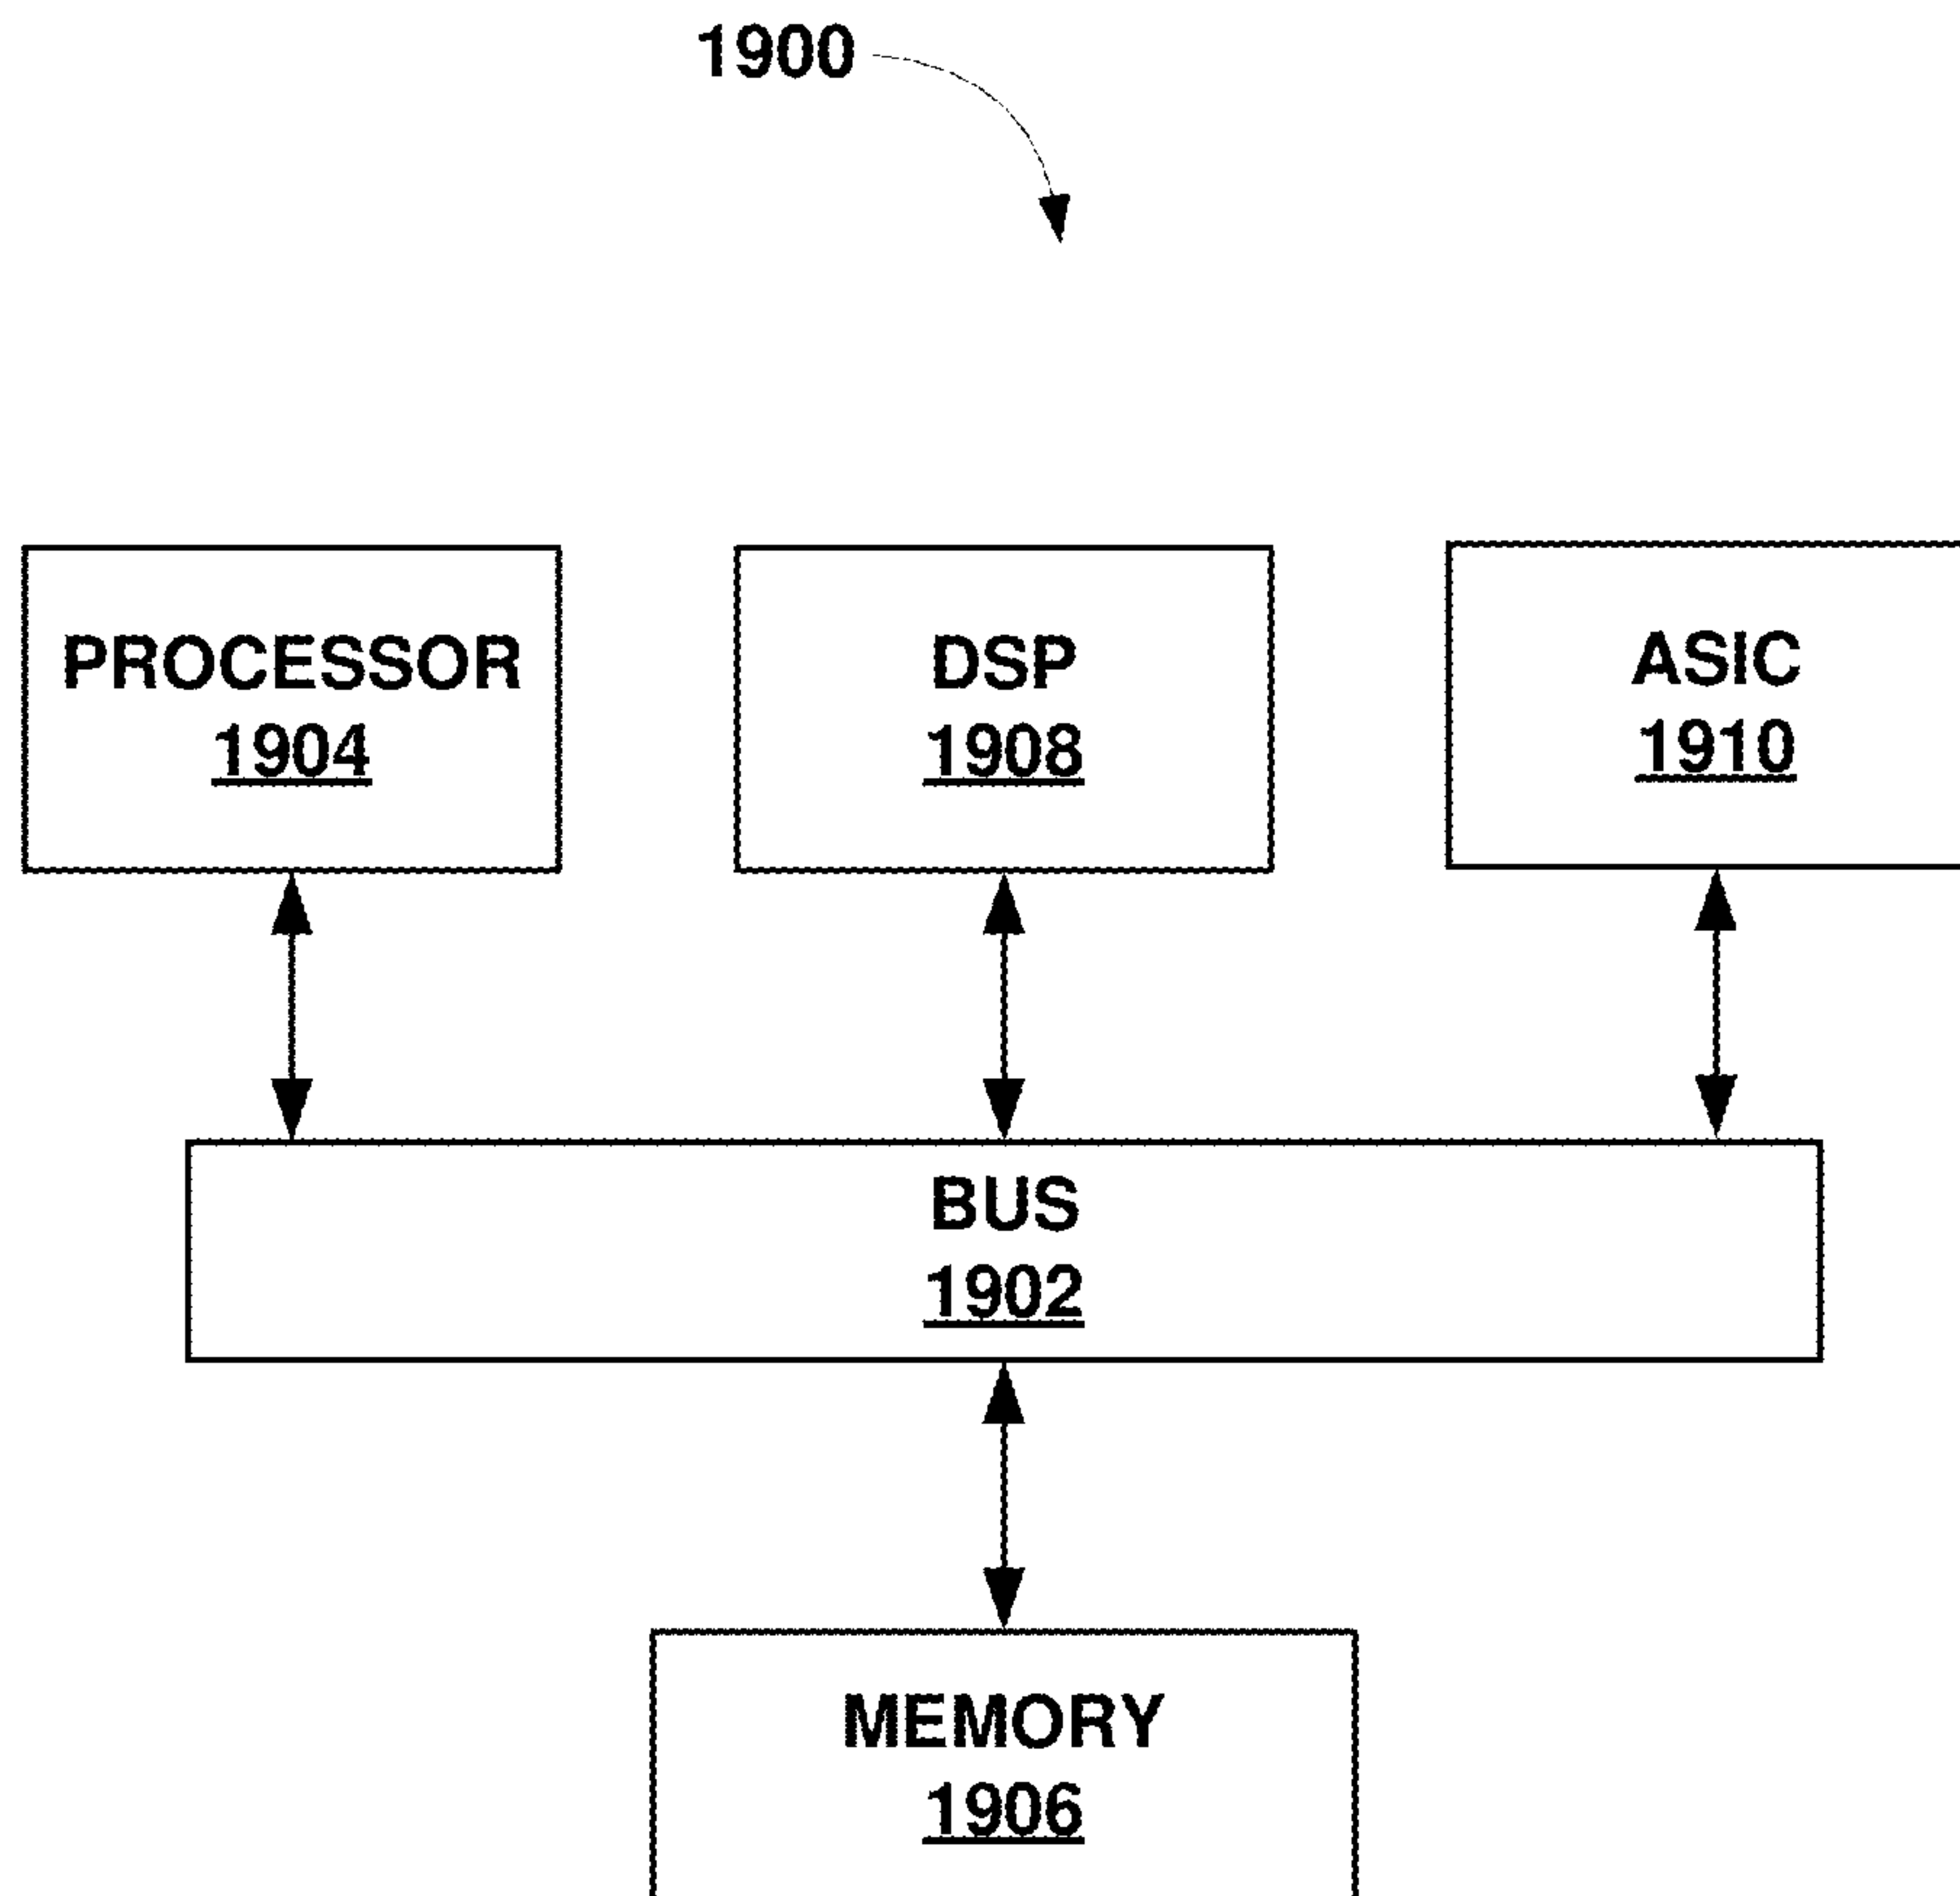 1900
PROCESSOR
1904
DSP
1908
ASIC
1910
BUS
1902
MEMORY
1906